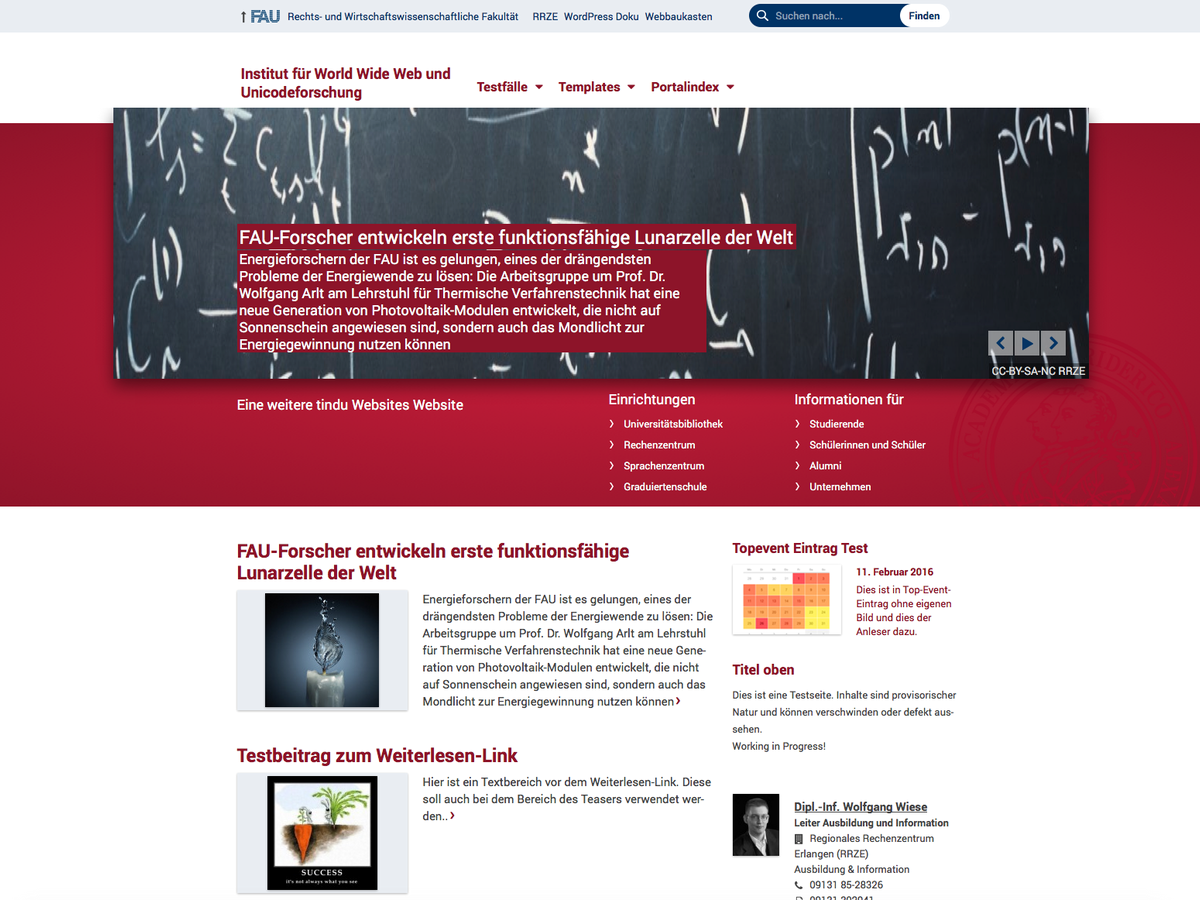 ↑ FAU Rechts- und Wirtschaftswissenschaftliche Fakultät RRZE WordPress Doku Webbaukasten Suchen nach... Finden
Institut für World Wide Web und
Unicodeforschung
Testfälle Templates Portalindex
FAU-Forscher entwickeln erste funktionsfähige Lunarzelle der Welt
Energieforschern der FAU ist es gelungen, eines der drängendsten
Probleme der Energiewende zu lösen: Die Arbeitsgruppe um Prof. Dr.
Wolfgang Arlt am Lehrstuhl für Thermische Verfahrenstechnik hat eine
neue Generation von Photovoltaik-Modulen entwickelt, die nicht auf
Sonnenschein angewiesen sind, sondern auch das Mondlicht zur
Energiegewinnung nutzen können
CC-BY-SA-NC RRZE
Eine weitere tindu Websites Website
Einrichtungen
Universitätsbibliothek
Rechenzentrum
Sprachenzentrum
Graduiertenschule
Informationen für
Studierende
Schülerinnen und Schüler
Alumni
Unternehmen
FAU-Forscher entwickeln erste funktionsfähige
Lunarzelle der Welt
Energieforschern der FAU ist es gelungen, eines der
drängendsten Probleme der Energiewende zu lösen: Die
Arbeitsgruppe um Prof. Dr. Wolfgang Arlt am Lehrstuhl
für Thermische Verfahrenstechnik hat eine neue Gene-
ration von Photovoltaik-Modulen entwickelt, die nicht
auf Sonnenschein angewiesen sind, sondern auch das
Mondlicht zur Energiegewinnung nutzen können
Testbeitrag zum Weiterlesen-Link
Hier ist ein Textbereich vor dem Weiterlesen-Link. Diese
soll auch bei dem Bereich des Teasers verwendet wer-
den..
SUCCESS
it's not always what you see
Topevent Eintrag Test
11. Februar 2016
Dies ist in Top-Event-
Eintrag ohne eigenen
Bild und dies der
Anleser dazu.
Titel oben
Dies ist eine Testseite. Inhalte sind provisorischer
Natur und können verschwinden oder defekt aus-
sehen.
Working in Progress!
Dipl.-Inf. Wolfgang Wiese
Leiter Ausbildung und Information
Regionales Rechenzentrum
Erlangen (RRZE)
Ausbildung & Information
09131 85-28326